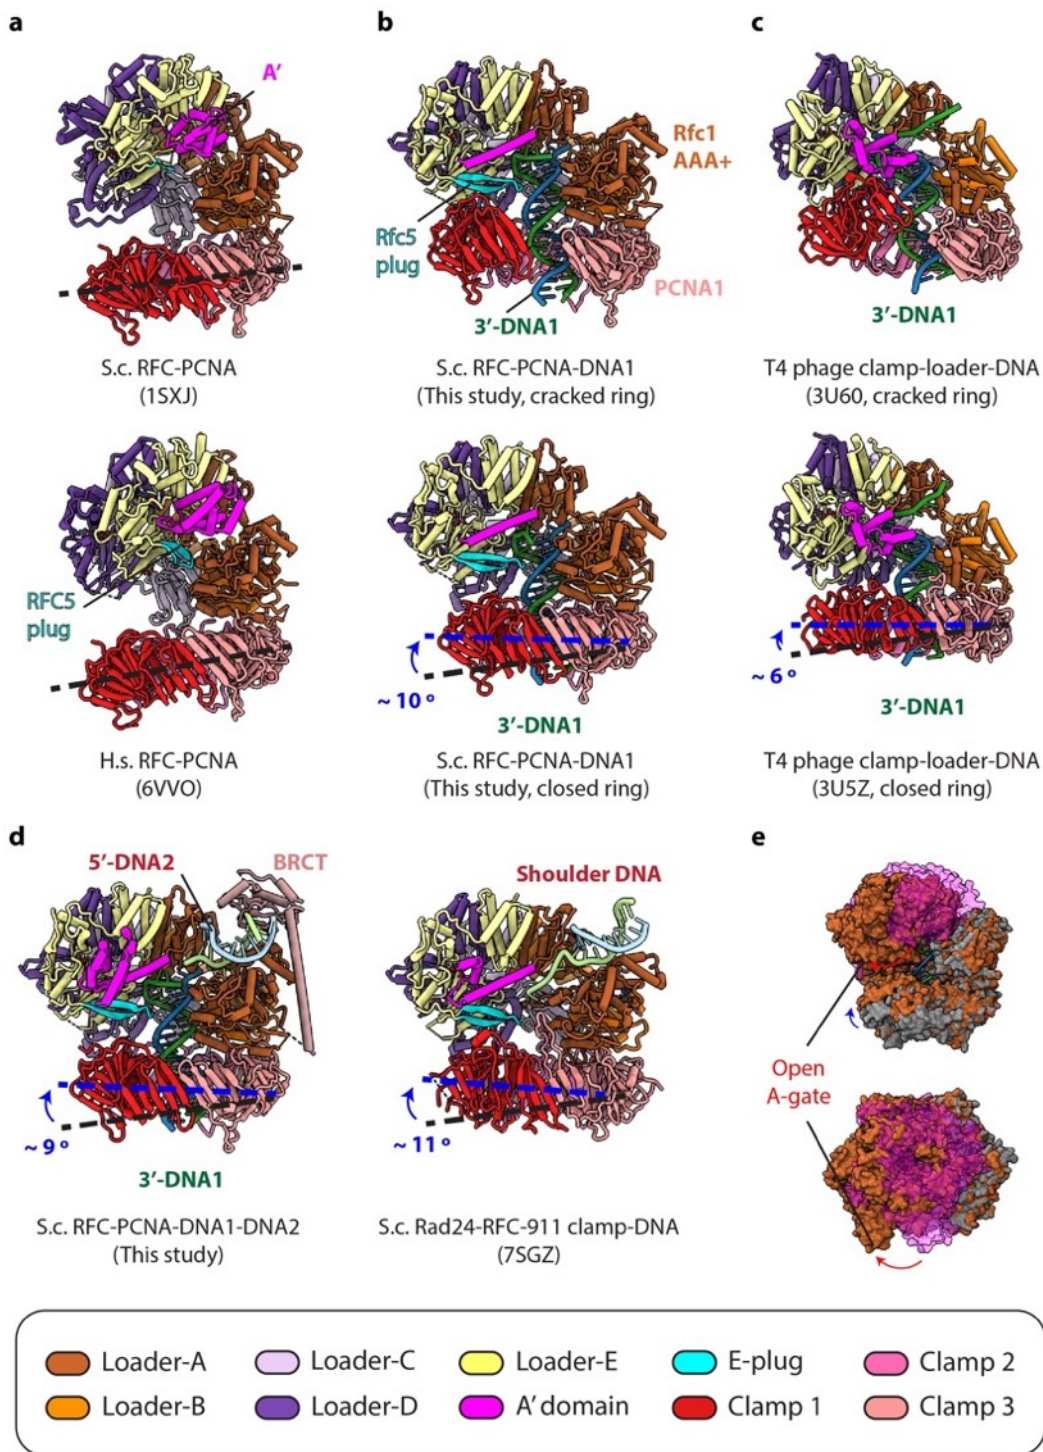 a
b
c
A'
Rfc1
AAA+
Rfc5
plug
PCNA1
3'-DNA1
3'-DNA1
S.c. RFC-PCNA
(1SXJ)
S.c. RFC-PCNA-DNA1
(This study, cracked ring)
T4 phage clamp-loader-DNA
(3U60, cracked ring)
RFC5
plug
~ 10 °
~ 6 °
3'-DNA1
3'-DNA1
H.s. RFC-PCNA
(6VVO)
S.c. RFC-PCNA-DNA1
(This study, closed ring)
T4 phage clamp-loader-DNA
(3U5Z, closed ring)
d
e
5'-DNA2
BRCT
Shoulder DNA
Open
A-gate
~ 9 °
~ 11 °
3'-DNA1
S.c. RFC-PCNA-DNA1-DNA2
(This study)
S.c. Rad24-RFC-911 clamp-DNA
(7SGZ)
Loader-A
Loader-C
Loader-E
E-plug
Clamp 2
Loader-B
Loader-D
A' domain
Clamp 1
Clamp 3